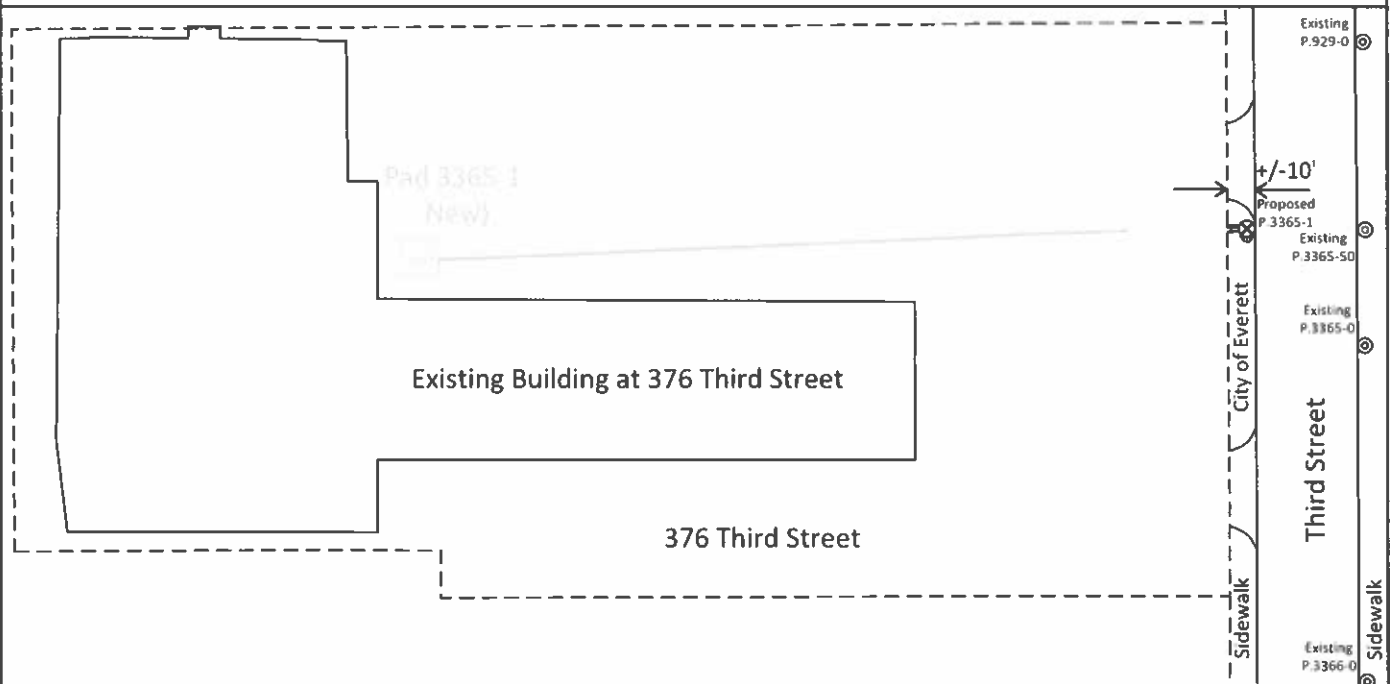 Existing
P.929-0
Pad 3365-1
New)
+/-10'
Proposed
P.3365-1
Existing
P.3365-50
Existing
P.3365-0
City of Everett
Existing Building at 376 Third Street
Third Street
376 Third Street
Sidewalk
Sidewalk
Existing
P.3366-0